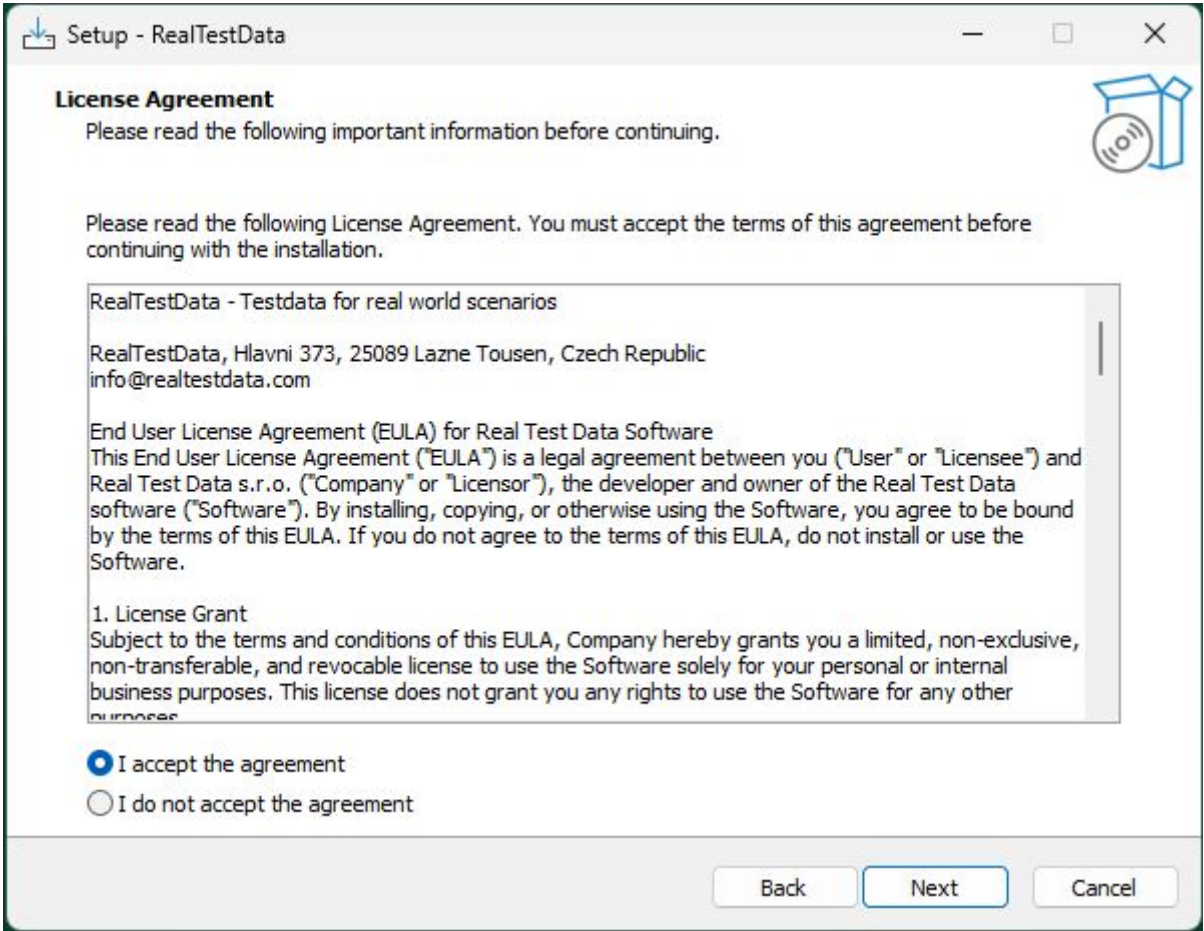 Setup - RealTestData
License Agreement
Please read the following important information before continuing.
Please read the following License Agreement. You must accept the terms of this agreement before
continuing with the installation.
RealTestData - Testdata for real world scenarios
RealTestData, Hlavni 373, 25089 Lazne Tousen, Czech Republic
info@realtestdata.com
End User License Agreement (EULA) for Real Test Data Software
This End User License Agreement ("EULA") is a legal agreement between you ("User" or "Licensee") and
Real Test Data s.r.o. ("Company" or "Licensor"), the developer and owner of the Real Test Data
software ("Software"). By installing, copying, or otherwise using the Software, you agree to be bound
by the terms of this EULA. If you do not agree to the terms of this EULA, do not install or use the
Software.
1. License Grant
Subject to the terms and conditions of this EULA, Company hereby grants you a limited, non-exclusive,
non-transferable, and revocable license to use the Software solely for your personal or internal
business purposes. This license does not grant you any rights to use the Software for any other
purposes
I accept the agreement
I do not accept the agreement
Back
Next
Cancel